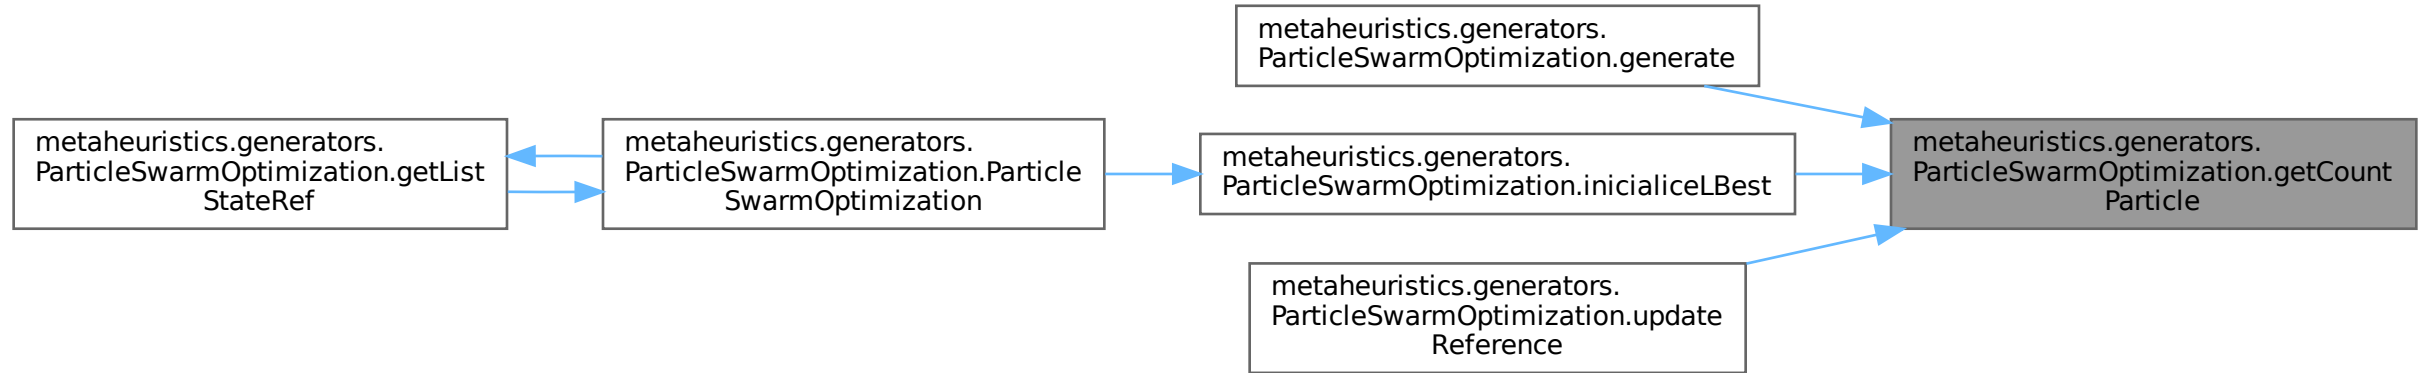 metaheuristics.generators.
ParticleSwarmOptimization.generate
metaheuristics.generators.
ParticleSwarmOptimization.getList
StateRef
metaheuristics.generators.
ParticleSwarmOptimization.Particle
SwarmOptimization
metaheuristics.generators.
ParticleSwarmOptimization.inicialiceLBest
metaheuristics.generators.
ParticleSwarmOptimization.getCount
Particle
metaheuristics.generators.
ParticleSwarmOptimization.update
Reference